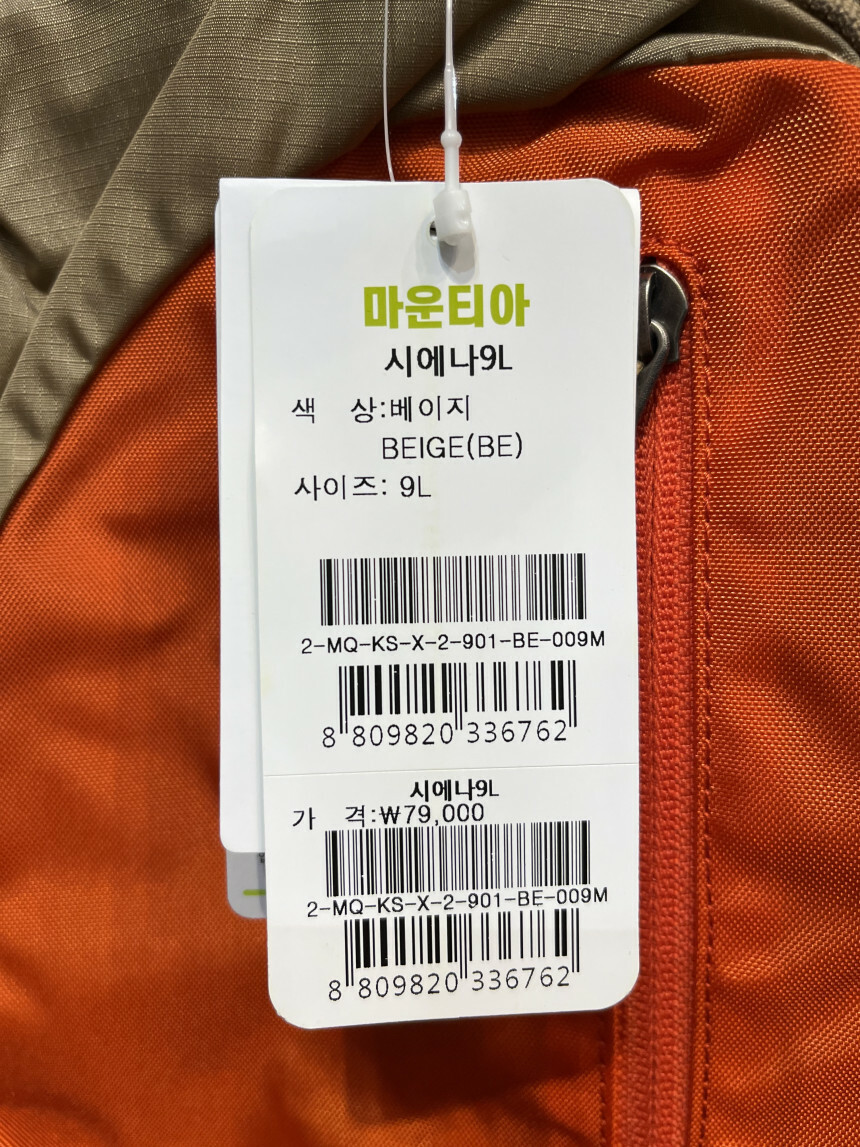 마운티아
시에나9L
색 상:베이지
BEIGE(BE)
사이즈: 9L
2-MQ-KS-X-2-901-BE-009M
8 809820 336762
시에나9L
가 격:₩79,000
2-MQ-KS-X-2-901-BE-009M
8 809820 336762